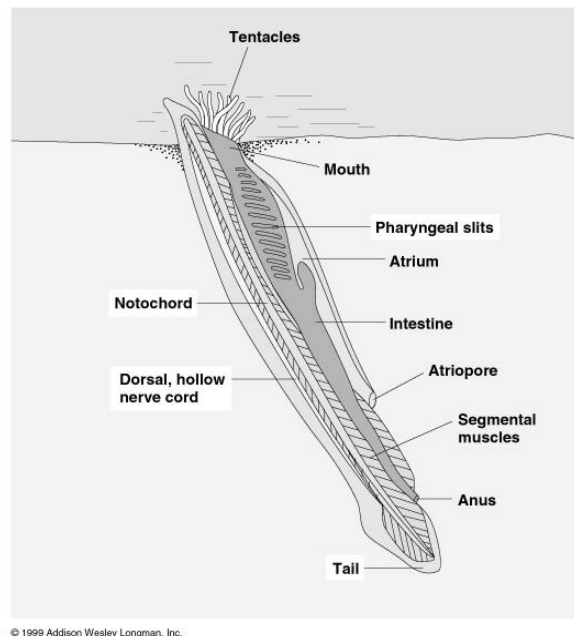 Tentacles
Mouth
Pharyngeal slits
Atrium
Notochord
Intestine
Atriopore
Dorsal, hollow
nerve cord
Segmental
muscles
Anus
Tail
© 1999 Addison Wesley Longman, Inc.